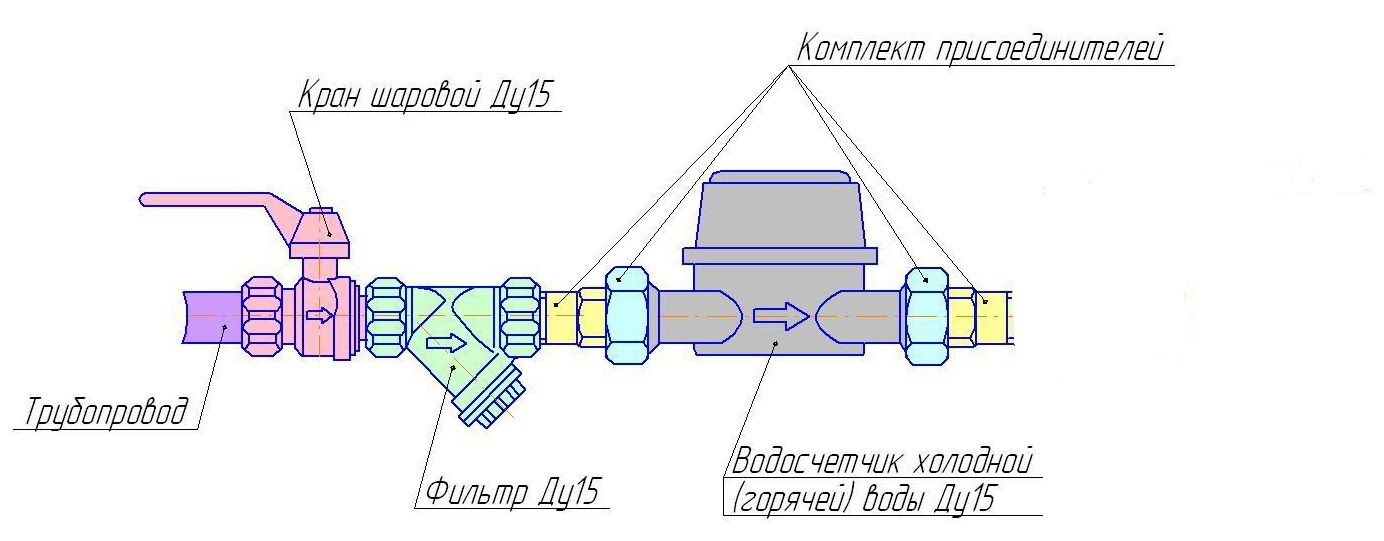 Комплект присоединителей
Кран шаровой Ду15
Трубопровод
Фильтр Ду15
Водосчетчик холодной
(горячей) воды Ду15